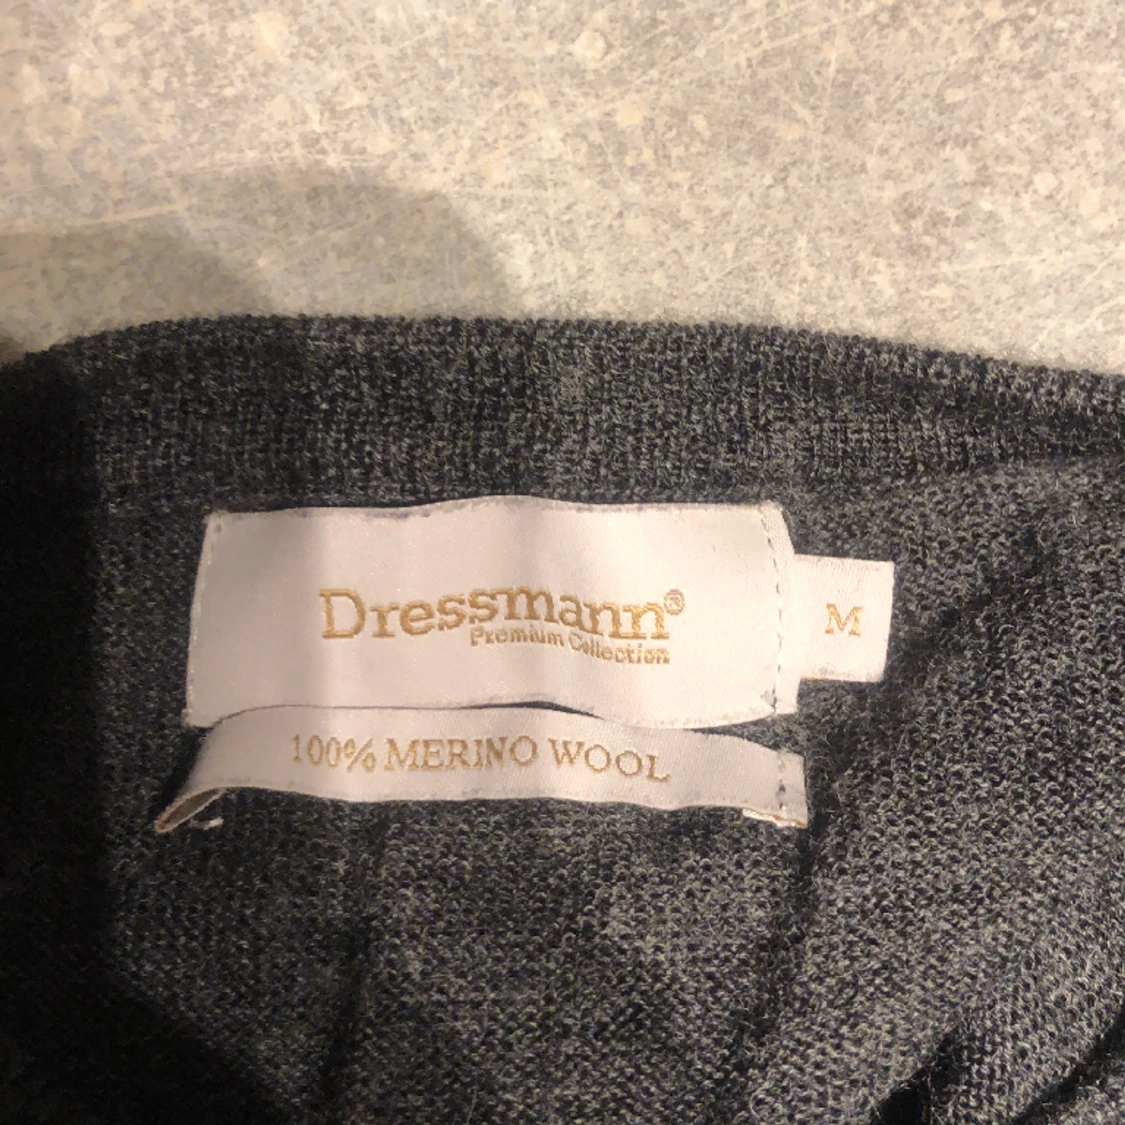 Dressmann®
Premium Collection
M
100% MERINO WOOL